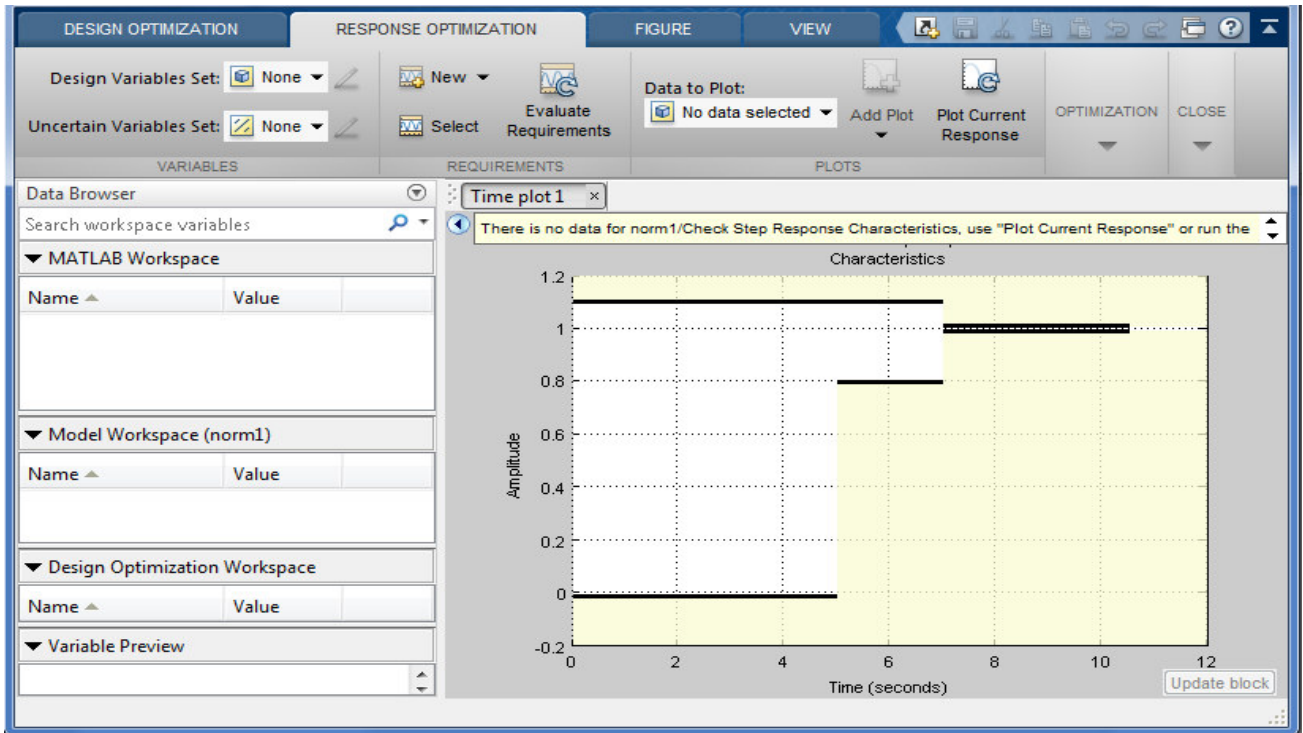 DESIGN OPTIMIZATION RESPONSE OPTIMIZATION FIGURE VIEW
Design Variables Set: None
Uncertain Variables Set: None
VARIABLES
New
Select
Evaluate
Requirements
REQUIREMENTS
Data to Plot:
No data selected
Add Plot
Plot Current
Response
PLOTS
OPTIMIZATION
CLOSE
Data Browser
Search workspace variables
MATLAB Workspace
Name Value
Model Workspace (norm1)
Name Value
Design Optimization Workspace
Name Value
Variable Preview
Time plot 1
There is no data for norm1/Check Step Response Characteristics, use "Plot Current Response" or run the
Characteristics
1.2
1
0.8
0.6
0.4
0.2
0
-0.2
Amplitude
0 2 4 6 8 10 12
Time (seconds)
Update block